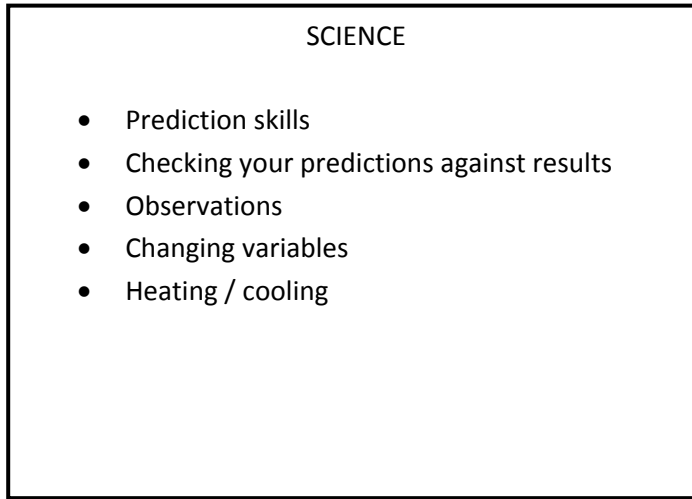 SCIENCE
• Prediction skills
• Checking your predictions against results
• Observations
• Changing variables
• Heating / cooling